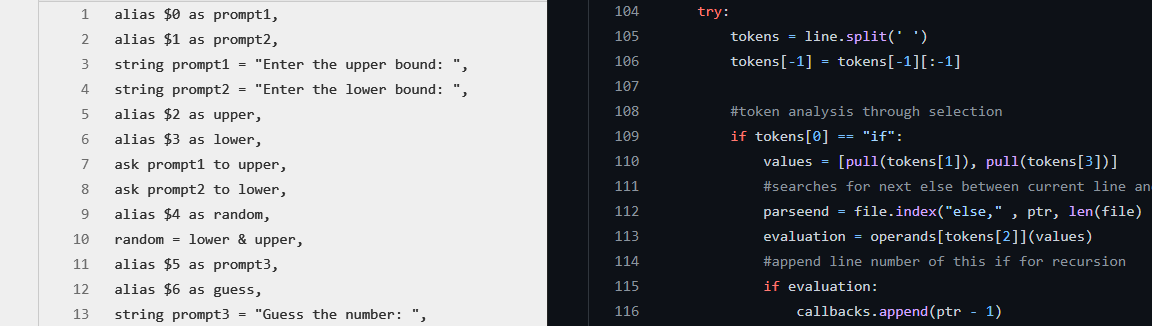 1 alias $0 as prompt1,
2 alias $1 as prompt2,
3 string prompt1 = "Enter the upper bound: ",
4 string prompt2 = "Enter the lower bound: ",
5 alias $2 as upper,
6 alias $3 as lower,
7 ask prompt1 to upper,
8 ask prompt2 to lower,
9 alias $4 as random,
10 random = lower & upper,
11 alias $5 as prompt3,
12 alias $6 as guess,
13 string prompt3 = "Guess the number: ",
104 try:
105 tokens = line.split(' ')
106 tokens[-1] = tokens[-1][:-1]
107
108 #token analysis through selection
109 if tokens[0] == "if":
110 values = [pull(tokens[1]), pull(tokens[3])]
111 #searches for next else between current line an
112 parseend = file.index("else," , ptr, len(file)
113 evaluation = operands[tokens[2]](values)
114 #append line number of this if for recursion
115 if evaluation:
116 callbacks.append(ptr - 1)